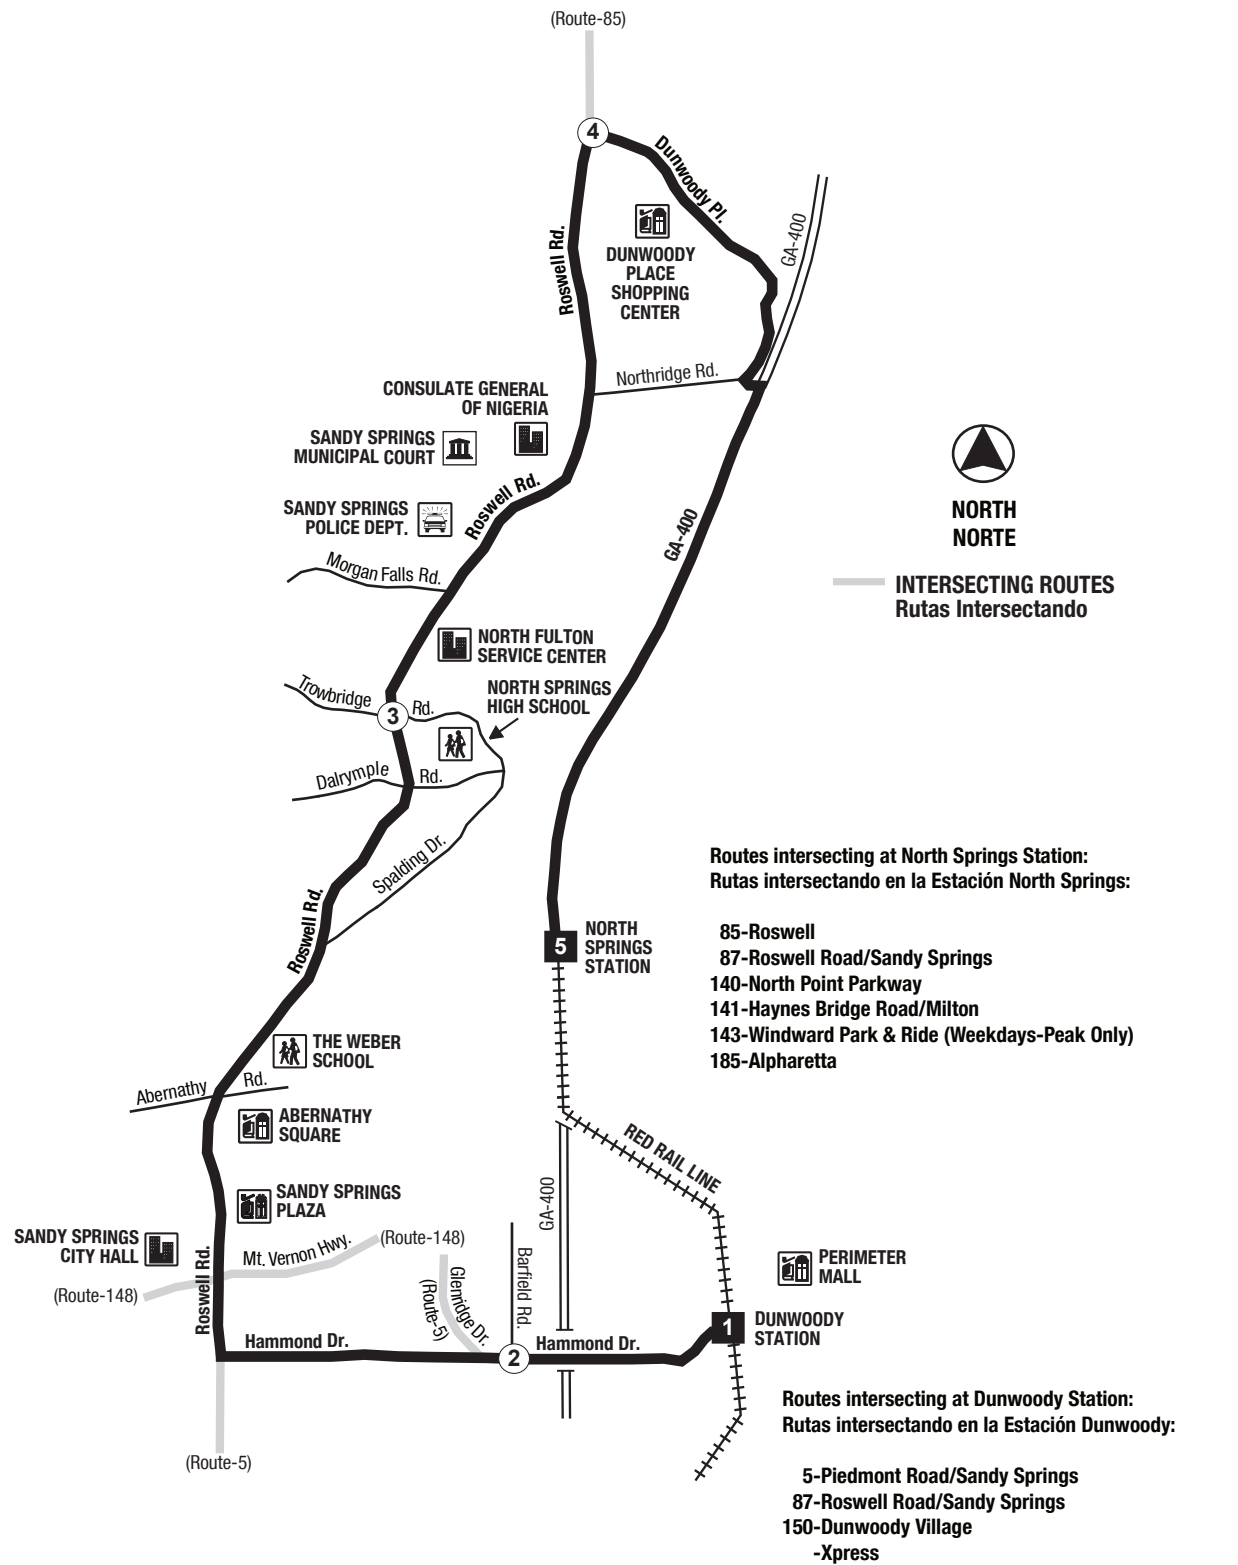 (Route-85)
4
Dunwoody Pl.
GA-400
Roswell Rd.
DUNWOODY
PLACE
SHOPPING
CENTER
Northridge Rd.
CONSULATE GENERAL
OF NIGERIA
SANDY SPRINGS
MUNICIPAL COURT
Roswell Rd.
SANDY SPRINGS
POLICE DEPT.
GA-400
NORTH
NORTE
INTERSECTING ROUTES
Rutas Intersectando
Morgan Falls Rd.
NORTH FULTON
SERVICE CENTER
NORTH SPRINGS
HIGH SCHOOL
Trowbridge Rd.
3
Dalrymple Rd.
Spalding Dr.
Roswell Rd.
Routes intersecting at North Springs Station:
Rutas intersectando en la Estación North Springs:
85-Roswell
87-Roswell Road/Sandy Springs
140-North Point Parkway
141-Haynes Bridge Road/Milton
143-Windward Park & Ride (Weekdays-Peak Only)
185-Alpharetta
5
NORTH
SPRINGS
STATION
THE WEBER
SCHOOL
Abernathy Rd.
ABERNATHY
SQUARE
RED RAIL LINE
SANDY SPRINGS
PLAZA
GA-400
SANDY SPRINGS
CITY HALL
Mt. Vernon Hwy.
(Route-148)
(Route-148)
Roswell Rd.
Glenridge Dr.
(Route-5)
Barfield Rd.
PERIMETER
MALL
1
DUNWOODY
STATION
Hammond Dr.
2
Hammond Dr.
(Route-5)
Routes intersecting at Dunwoody Station:
Rutas intersectando en la Estación Dunwoody:
5-Piedmont Road/Sandy Springs
87-Roswell Road/Sandy Springs
150-Dunwoody Village
-Xpress